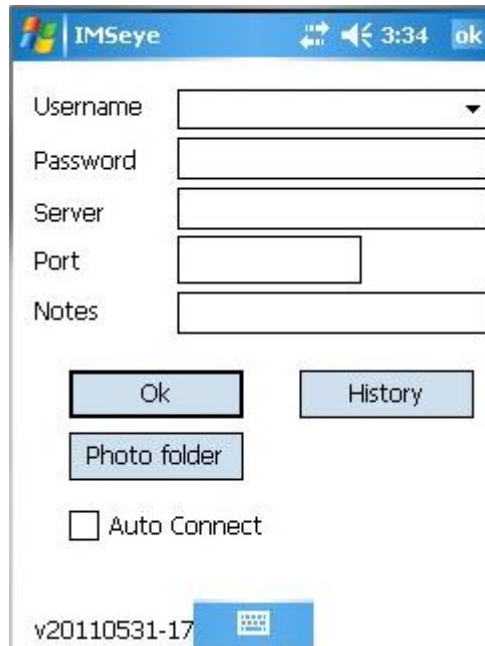 IMSeye 3:34 ok
Username
Password
Server
Port
Notes
Ok History
Photo folder
Auto Connect
v20110531-17